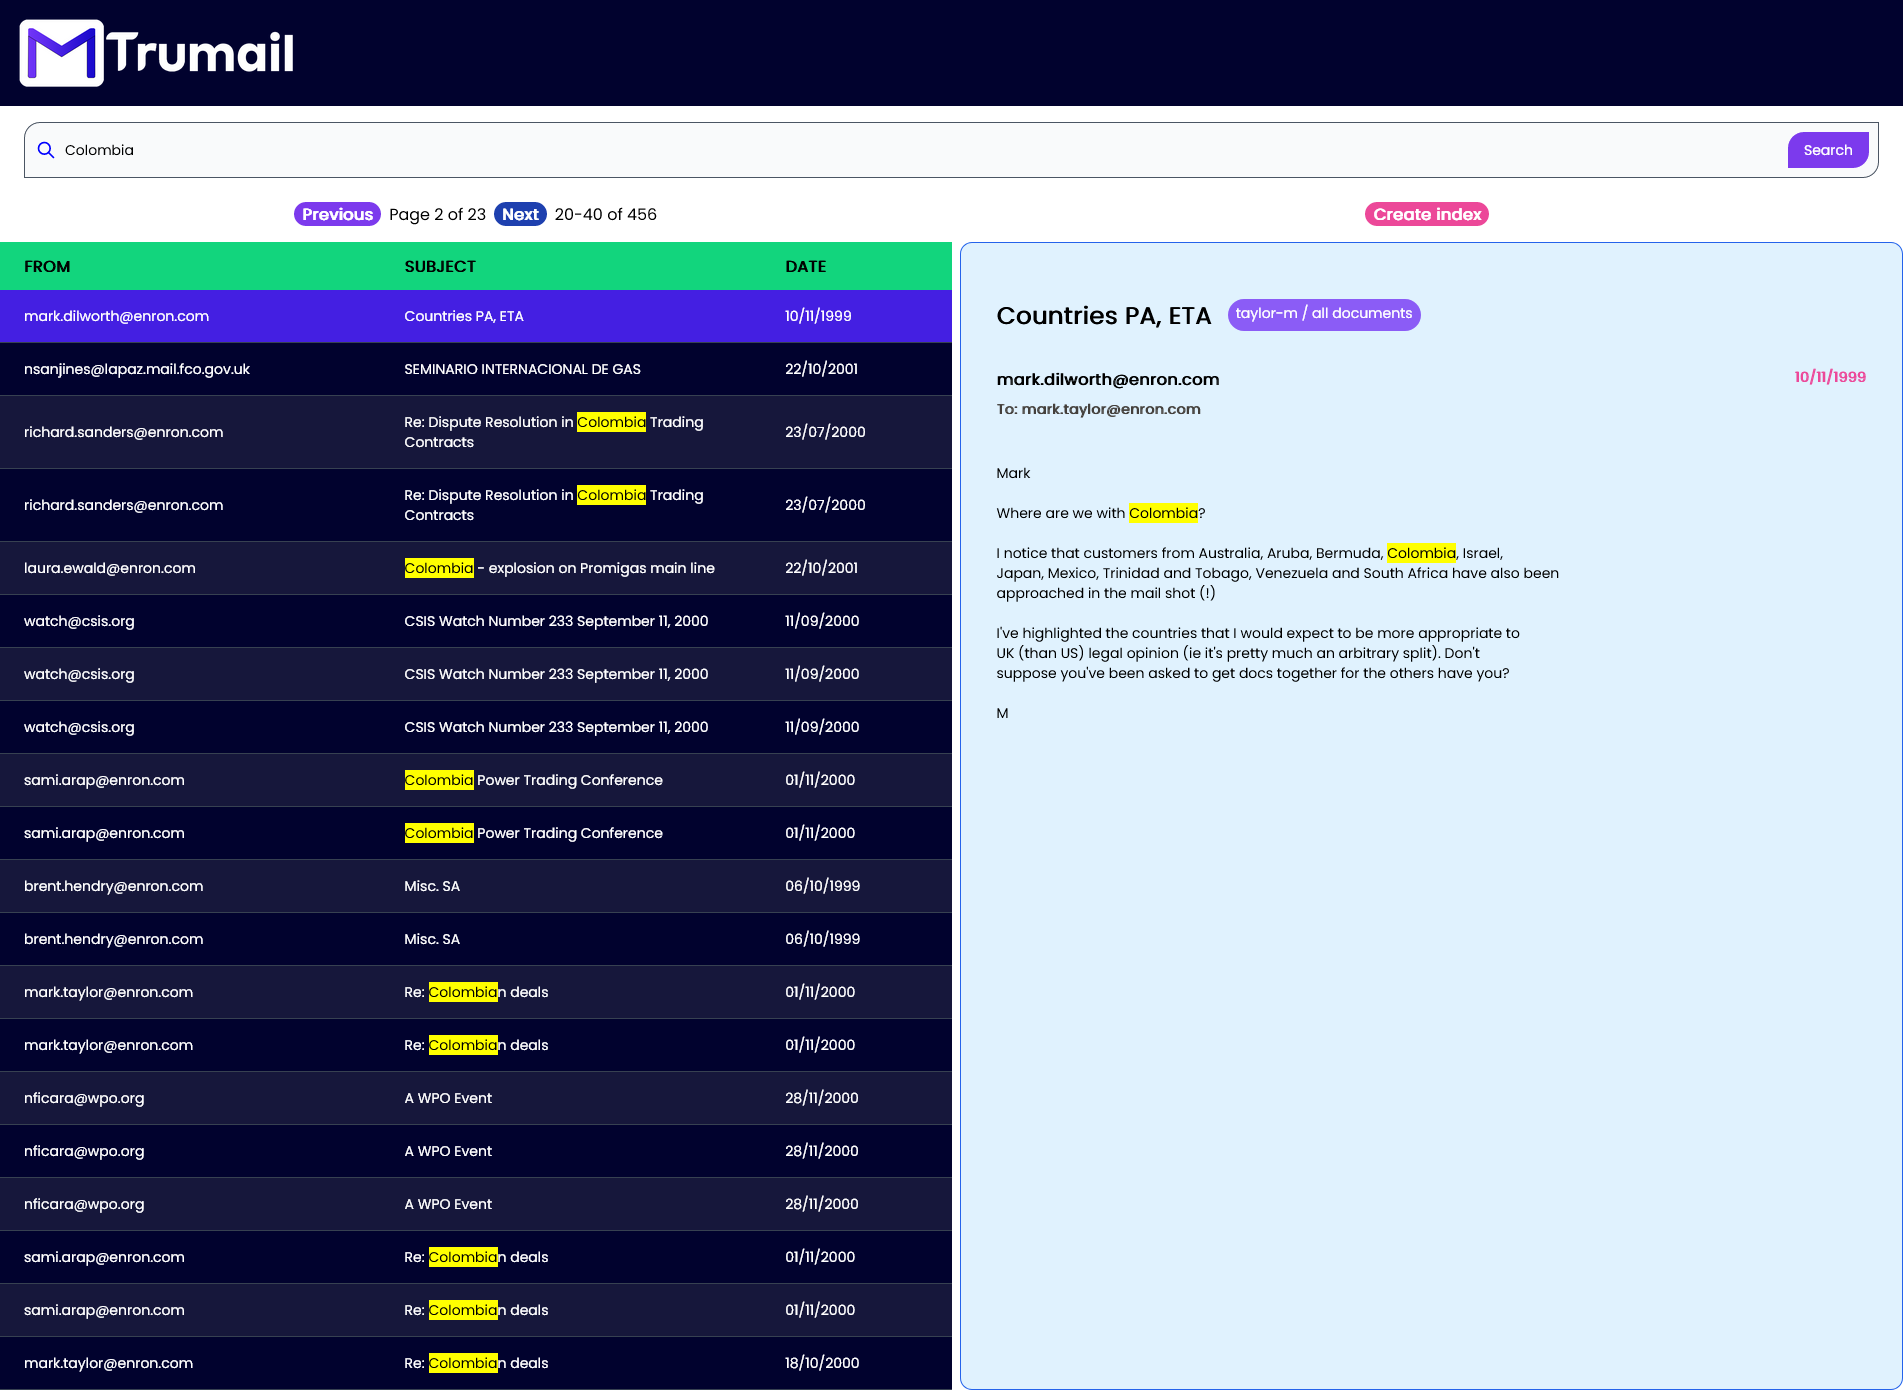 Trumail
Colombia
Search
Previous Page 2 of 23 Next 20-40 of 456
Create index
FROM SUBJECT DATE
mark.dilworth@enron.com Countries PA, ETA 10/11/1999
nsanjines@lapaz.mail.fco.gov.uk SEMINARIO INTERNACIONAL DE GAS 22/10/2001
richard.sanders@enron.com Re: Dispute Resolution in Colombia Trading
Contracts 23/07/2000
richard.sanders@enron.com Re: Dispute Resolution in Colombia Trading
Contracts 23/07/2000
laura.ewald@enron.com Colombia - explosion on Promigas main line 22/10/2001
watch@csis.org CSIS Watch Number 233 September 11, 2000 11/09/2000
watch@csis.org CSIS Watch Number 233 September 11, 2000 11/09/2000
watch@csis.org CSIS Watch Number 233 September 11, 2000 11/09/2000
sami.arap@enron.com Colombia Power Trading Conference 01/11/2000
sami.arap@enron.com Colombia Power Trading Conference 01/11/2000
brent.hendry@enron.com Misc. SA 06/10/1999
brent.hendry@enron.com Misc. SA 06/10/1999
mark.taylor@enron.com Re: Colombian deals 01/11/2000
mark.taylor@enron.com Re: Colombian deals 01/11/2000
nficara@wpo.org A WPO Event 28/11/2000
nficara@wpo.org A WPO Event 28/11/2000
nficara@wpo.org A WPO Event 28/11/2000
sami.arap@enron.com Re: Colombian deals 01/11/2000
sami.arap@enron.com Re: Colombian deals 01/11/2000
mark.taylor@enron.com Re: Colombian deals 18/10/2000
Countries PA, ETA taylor-m / all documents
mark.dilworth@enron.com 10/11/1999
To: mark.taylor@enron.com
Mark
Where are we with Colombia?
I notice that customers from Australia, Aruba, Bermuda, Colombia, Israel,
Japan, Mexico, Trinidad and Tobago, Venezuela and South Africa have also been
approached in the mail shot (!)
I've highlighted the countries that I would expect to be more appropriate to
UK (than US) legal opinion (ie it's pretty much an arbitrary split). Don't
suppose you've been asked to get docs together for the others have you?
M